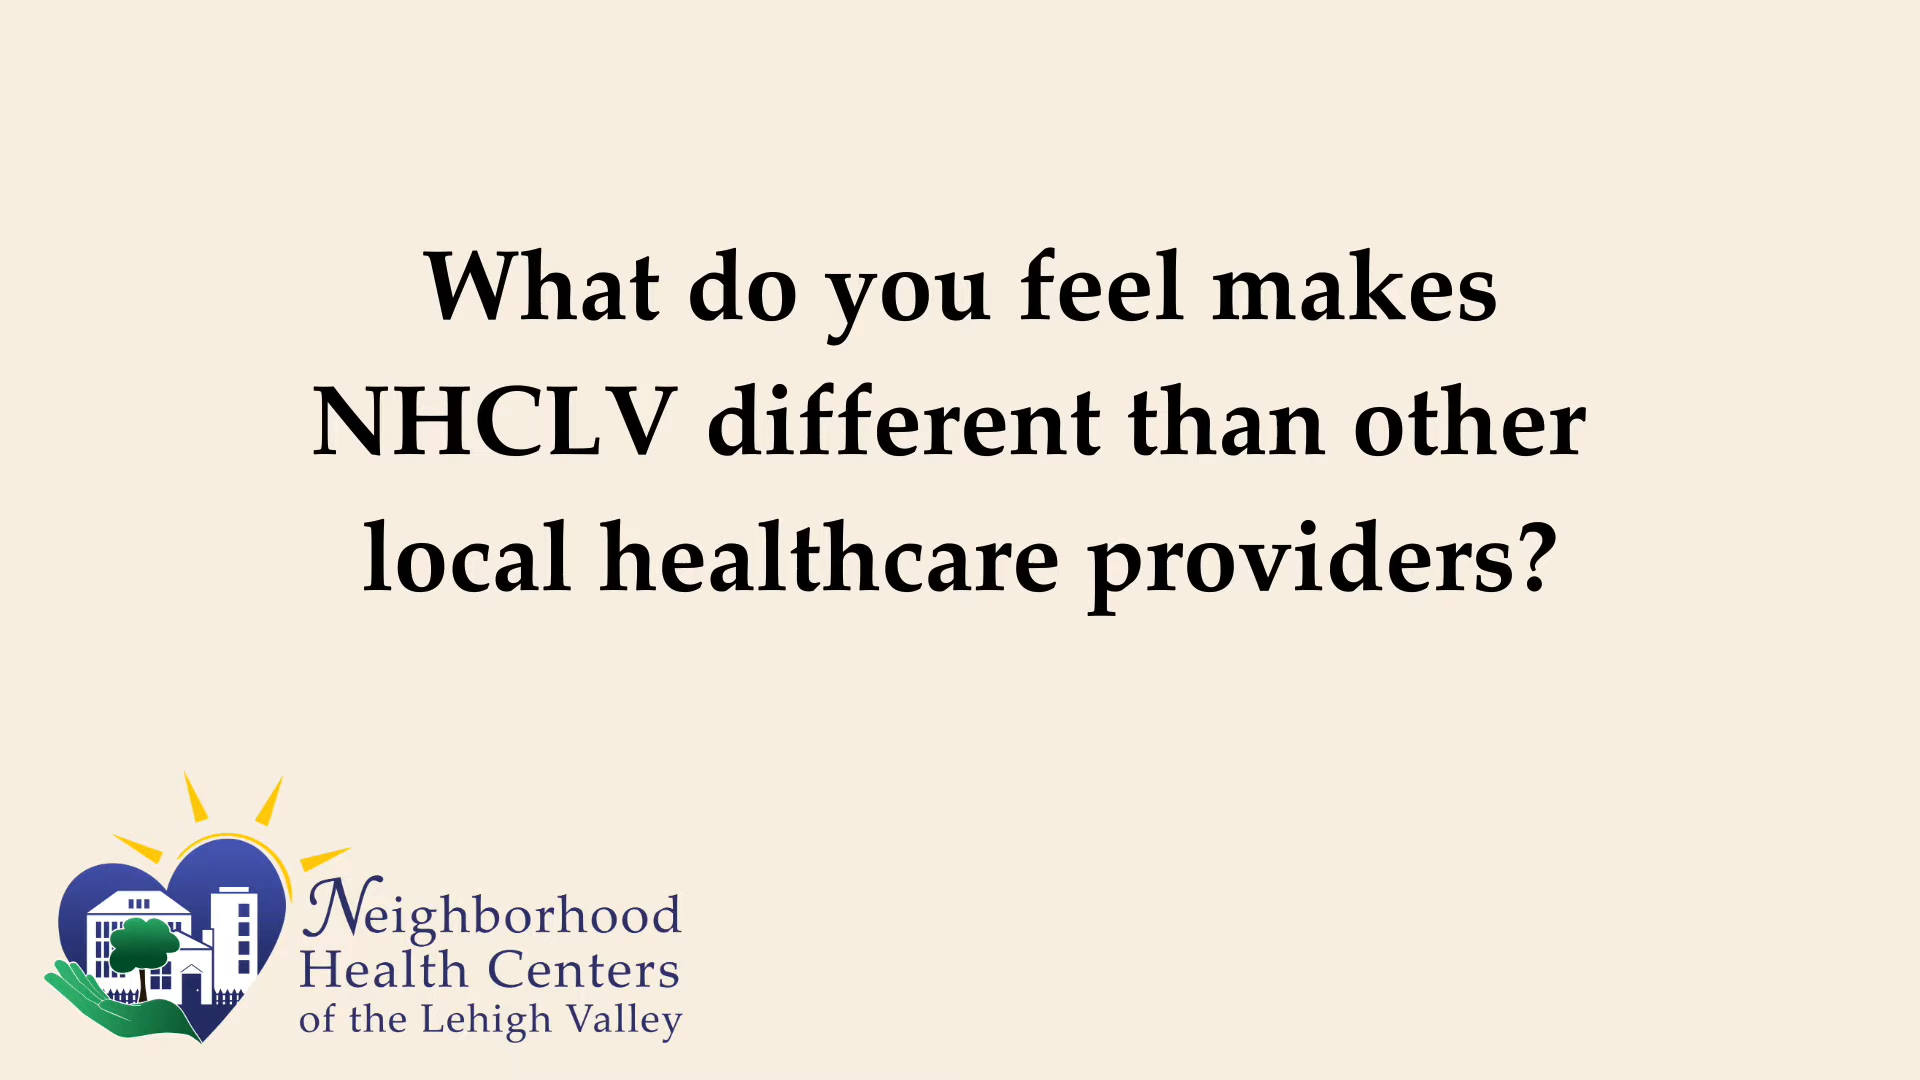 What do you feel makes
NHCLV different than other
local healthcare providers?
Neighborhood
Health Centers
of the Lehigh Valley